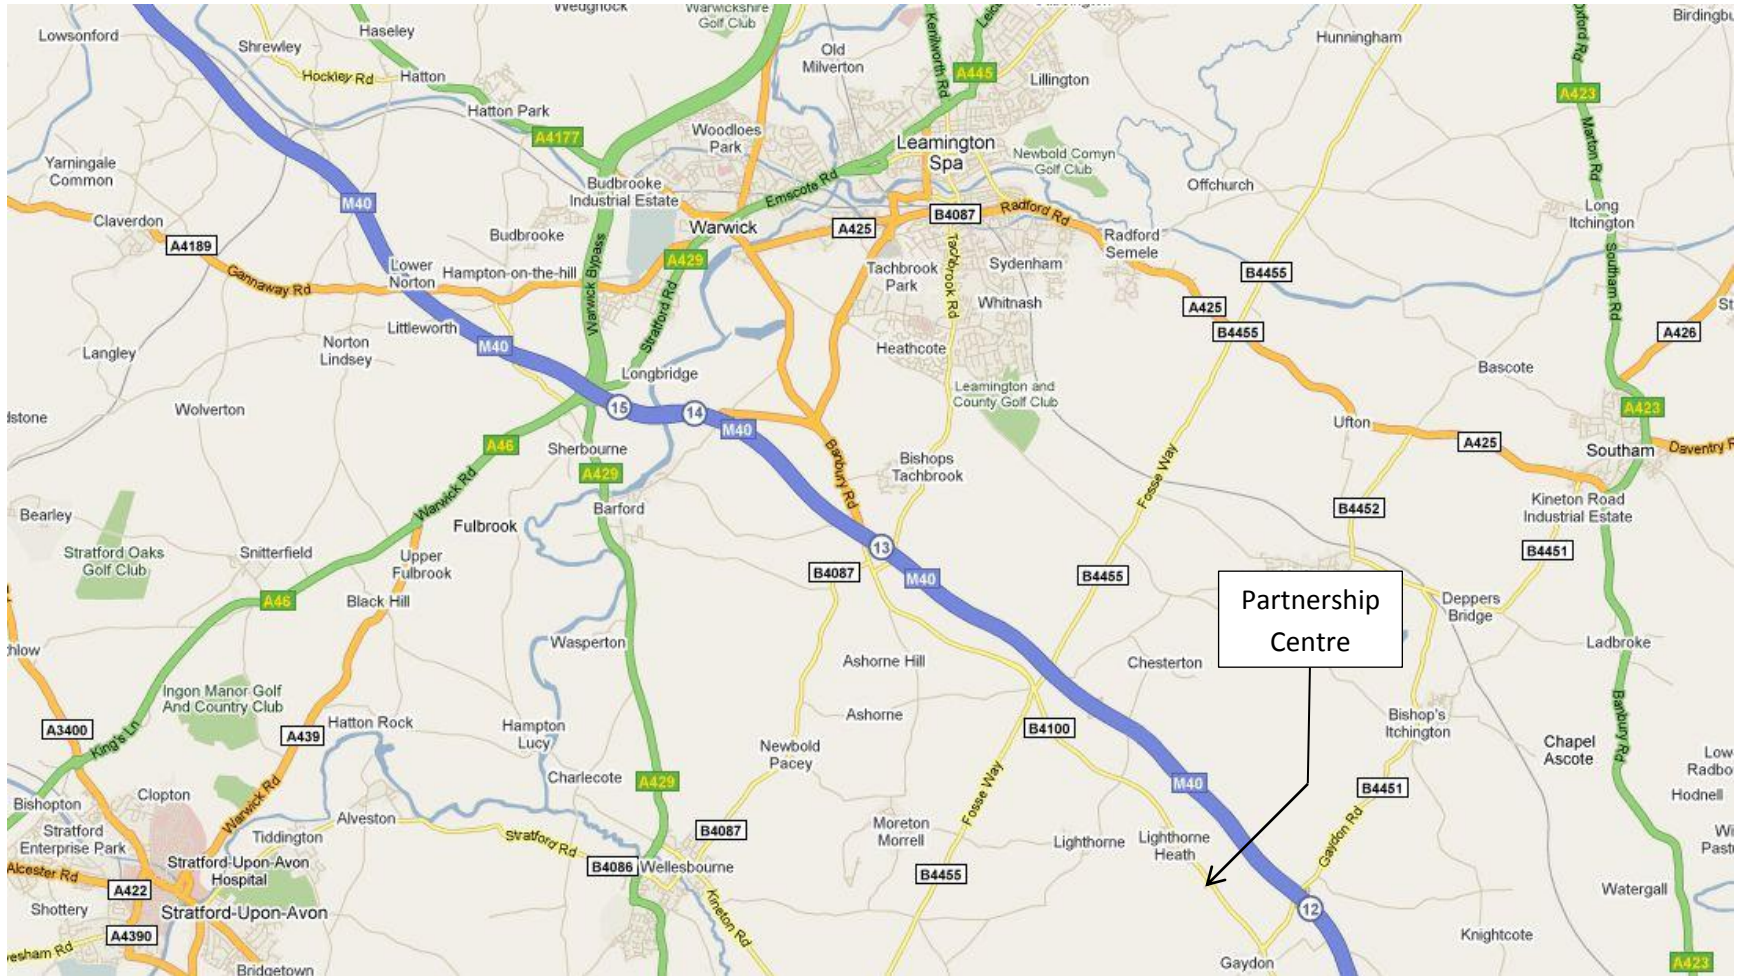 Wedgnock
Warwickshire
Golf Club
Kenilworth Rd
Birdingbu
Lowsonford
Haseley
Shrewley
Hunningham
Old
Milverton
Hockley Rd
Hatton
A445
Lillington
A423
Hatton Park
A4177
Woodloes
Park
Leamington
Spa
Newbold Comyn
Golf Club
Marton Rd
Yarningale
Common
Budbrooke
Industrial Estate
Emscote Rd
Offchurch
M40
Claverdon
Warwick
A425
B4087
Radford Rd
Long
Itchington
A4189
Budbrooke
Radford
Semele
Lower
Norton
Hampton-on-the-hill
A429
Tachbrook
Park
Sydenham
B4455
Gannaway Rd
Warwick Bypass
Stratford Rd
Tachbrook Rd
Whitnash
A425
Southam Rd
Littleworth
B4455
A426
Langley
Norton
Lindsey
M40
Heathcote
Longbridge
Bascote
Leamington and
County Golf Club
dstone
Wolverton
15
14
M40
A423
Ufton
A46
Sherbourne
A425
Southam
Daventry R
Banbury Rd
Bishops
Tachbrook
A429
Fosse Way
Warwick Rd
Barford
B4452
Kineton Road
Industrial Estate
Bearley
Fulbrook
Stratford Oaks
Golf Club
Snitterfield
Upper
Fulbrook
13
B4451
B4087
M40
B4455
A46
Black Hill
Partnership
Centre
Deppers
Bridge
Wasperton
Ladbroke
hlow
Ashorne Hill
Chesterton
Ingon Manor Golf
And Country Club
Hatton Rock
Hampton
Lucy
Ashorne
Bishop's
Itchington
Banbury Rd
A3400
King's Ln
A439
B4100
Newbold
Pacey
Chapel
Ascote
Low
Radbo
Charlecote
A429
M40
B4451
Bishopton
Clopton
Warwick Rd
Fosse Way
Hodnell
Stratford
Enterprise Park
Tiddington
Alveston
Stratford Rd
B4087
Moreton
Morrell
Lighthorne
Lighthorne
Heath
Gaydon Rd
Wi
Past
Alcester Rd
Stratford-Upon-Avon
Hospital
B4086
Wellesbourne
B4455
A422
Watergall
Shottery
Stratford-Upon-Avon
Kineton Rd
12
A4390
Knightcote
vesham Rd
Bridgetown
Gaydon
A423